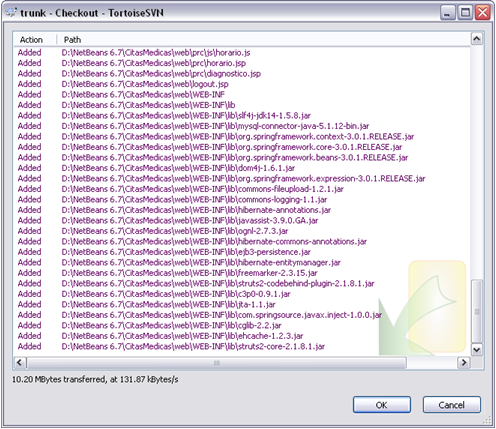 trunk - Checkout - TortoiseSVN
Action Path
Added D:\NetBeans 6.7\CitasMedicas\web\prc\js\horario.js
Added D:\NetBeans 6.7\CitasMedicas\web\prc\horario.jsp
Added D:\NetBeans 6.7\CitasMedicas\web\prc\diagnostico.jsp
Added D:\NetBeans 6.7\CitasMedicas\web\logout.jsp
Added D:\NetBeans 6.7\CitasMedicas\web\WEB-INF
Added D:\NetBeans 6.7\CitasMedicas\web\WEB-INF\lib
Added D:\NetBeans 6.7\CitasMedicas\web\WEB-INF\lib\slf4j-jdk14-1.5.8.jar
Added D:\NetBeans 6.7\CitasMedicas\web\WEB-INF\lib\mysql-connector-java-5.1.12-bin.jar
Added D:\NetBeans 6.7\CitasMedicas\web\WEB-INF\lib\org.springframework.context-3.0.1.RELEASE.jar
Added D:\NetBeans 6.7\CitasMedicas\web\WEB-INF\lib\org.springframework.core-3.0.1.RELEASE.jar
Added D:\NetBeans 6.7\CitasMedicas\web\WEB-INF\lib\org.springframework.beans-3.0.1.RELEASE.jar
Added D:\NetBeans 6.7\CitasMedicas\web\WEB-INF\lib\dom4j-1.6.1.jar
Added D:\NetBeans 6.7\CitasMedicas\web\WEB-INF\lib\org.springframework.expression-3.0.1.RELEASE.jar
Added D:\NetBeans 6.7\CitasMedicas\web\WEB-INF\lib\commons-fileupload-1.2.1.jar
Added D:\NetBeans 6.7\CitasMedicas\web\WEB-INF\lib\commons-logging-1.1.jar
Added D:\NetBeans 6.7\CitasMedicas\web\WEB-INF\lib\hibernate-annotations.jar
Added D:\NetBeans 6.7\CitasMedicas\web\WEB-INF\lib\javassist-3.9.0.GA.jar
Added D:\NetBeans 6.7\CitasMedicas\web\WEB-INF\lib\ognl-2.7.3.jar
Added D:\NetBeans 6.7\CitasMedicas\web\WEB-INF\lib\hibernate-commons-annotations.jar
Added D:\NetBeans 6.7\CitasMedicas\web\WEB-INF\lib\ejb3-persistence.jar
Added D:\NetBeans 6.7\CitasMedicas\web\WEB-INF\lib\hibernate-entitymanager.jar
Added D:\NetBeans 6.7\CitasMedicas\web\WEB-INF\lib\freemarker-2.3.15.jar
Added D:\NetBeans 6.7\CitasMedicas\web\WEB-INF\lib\struts2-codebehind-plugin-2.1.8.1.jar
Added D:\NetBeans 6.7\CitasMedicas\web\WEB-INF\lib\c3p0-0.9.1.jar
Added D:\NetBeans 6.7\CitasMedicas\web\WEB-INF\lib\jta-1.1.jar
Added D:\NetBeans 6.7\CitasMedicas\web\WEB-INF\lib\com.springsource.javax.inject-1.0.0.jar
Added D:\NetBeans 6.7\CitasMedicas\web\WEB-INF\lib\cglib-2.2.jar
Added D:\NetBeans 6.7\CitasMedicas\web\WEB-INF\lib\ehcache-1.2.3.jar
Added D:\NetBeans 6.7\CitasMedicas\web\WEB-INF\lib\struts2-core-2.1.8.1.jar
10.20 MBytes transferred, at 131.87 kBytes/s
OK Cancel